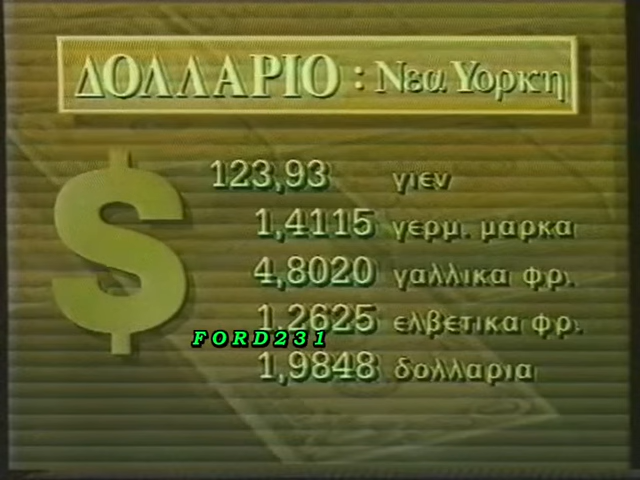 ΔΟΛΛΑΡΙΟ : Νεα Υορκη
$
123,93 γιεν
1,4115 γερμ. μαρκα
4,8020 γαλλικα φρ.
1,2625 ελβετικα φρ.
FORD231
1,9848 δολλαρια